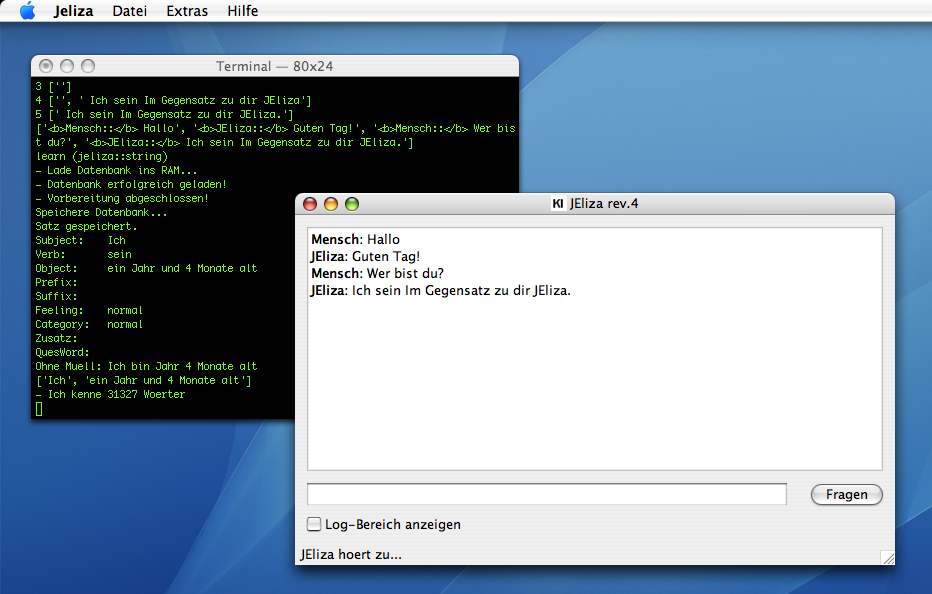 Jeliza Datei Extras Hilfe
Terminal — 80x24
3 ['']
4 ['', ' Ich sein Im Gegensatz zu dir JEliza']
5 [' Ich sein Im Gegensatz zu dir JEliza.']
['<b>Mensch::</b> Hallo', '<b>JEliza::</b> Guten Tag!', '<b>Mensch::</b> Wer bis
t du?', '<b>JEliza::</b> Ich sein Im Gegensatz zu dir JEliza.']
learn (jeliza::string)
- Lade Datenbank ins RAM...
- Datenbank erfolgreich geladen!
- Vorbereitung abgeschlossen!
Speichere Datenbank...
Satz gespeichert.
Subject: Ich
Verb: sein
Object: ein Jahr und 4 Monate alt
Prefix:
Suffix:
Feeling: normal
Category: normal
Zusatz:
QuesWord:
Ohne Muell: Ich bin Jahr 4 Monate alt
['Ich', 'ein Jahr und 4 Monate alt']
- Ich kenne 31327 Woerter
KI JEliza rev.4
Mensch: Hallo
JEliza: Guten Tag!
Mensch: Wer bist du?
JEliza: Ich sein Im Gegensatz zu dir JEliza.
Fragen
Log-Bereich anzeigen
JEliza hoert zu...